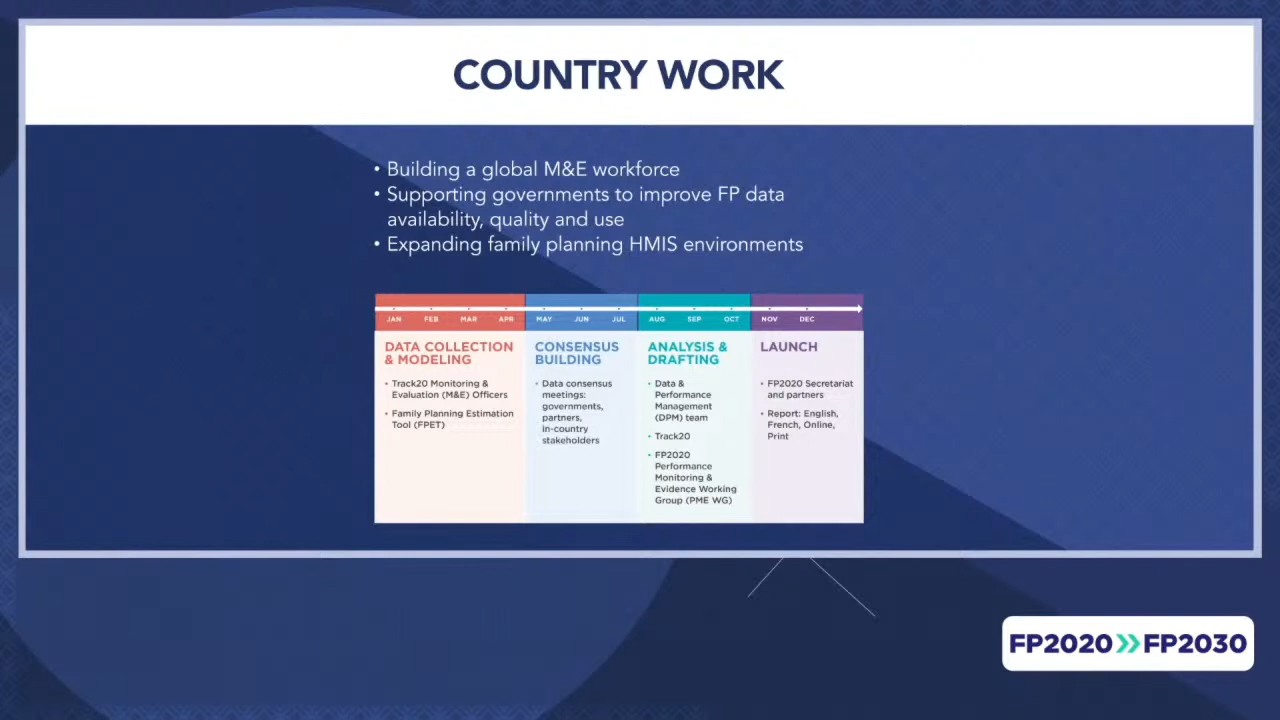 COUNTRY WORK
• Building a global M&E workforce
• Supporting governments to improve FP data
availability, quality and use
• Expanding family planning HMIS environments
JAN FEB MAR APR MAY JUN JUL AUG SEP OCT NOV DEC
DATA COLLECTION
& MODELING
• Track20 Monitoring &
Evaluation (M&E) Officers
• Family Planning Estimation
Tool (FPET)
CONSENSUS
BUILDING
• Data consensus
meetings:
governments,
partners,
in-country
stakeholders
ANALYSIS &
DRAFTING
• Data &
Performance
Management
(DPM) team
• Track20
• FP2020
Performance
Monitoring &
Evidence Working
Group (PME WG)
LAUNCH
• FP2020 Secretariat
and partners
• Report: English,
French, Online,
Print
FP2020 >> FP2030